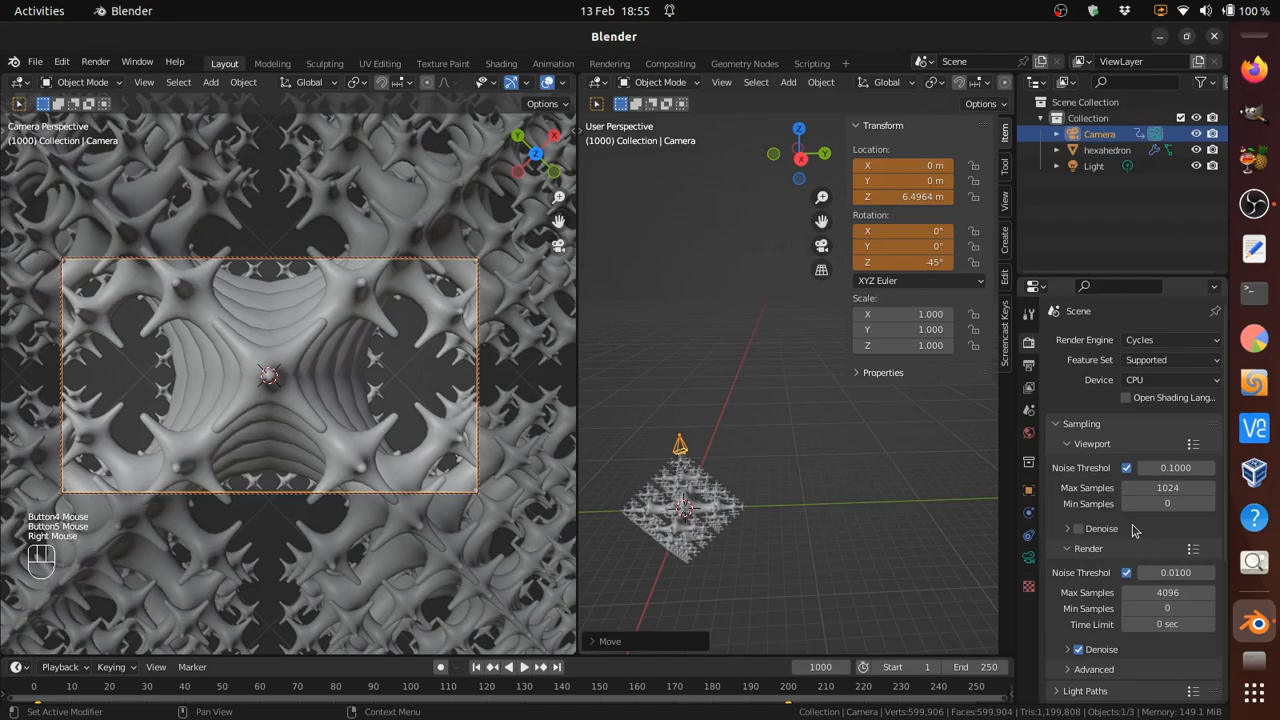 Activities Blender 13 Feb 18:55 100 %
Blender
File Edit Render Window Help Layout Modeling Sculpting UV Editing Texture Paint Shading Animation Rendering Compositing Geometry Nodes Scripting + Scene ViewLayer
Object Mode View Select Add Object Global
Object Mode View Select Add Object Global
Options
Options
Camera Perspective
(1000) Collection | Camera
Y X Z
Button4 Mouse
Button5 Mouse
Right Mouse
User Perspective
(1000) Collection | Camera
Z Y X
Move
Transform
Location:
X 0 m
Y 0 m
Z 6.4964 m
Rotation:
X 0°
Y 0°
Z -45°
XYZ Euler
Scale:
X 1.000
Y 1.000
Z 1.000
Properties
Item
Tool
View
Create
Edit
Screencast Keys
Scene Collection
Collection
Camera
hexahedron
Light
Scene
Render Engine Cycles
Feature Set Supported
Device CPU
Open Shading Lang...
Sampling
Viewport
Noise Threshol 0.1000
Max Samples 1024
Min Samples 0
Denoise
Render
Noise Threshol 0.0100
Max Samples 4096
Min Samples 0
Time Limit 0 sec
Denoise
Advanced
Light Paths
Playback Keying View Marker 1000 Start 1 End 250
0 10 20 30 40 50 60 70 80 90 100 110 120 130 140 150 160 170 180 190 200 210 220 230 240 250
Set Active Modifier Pan View Context Menu Collection | Camera | Verts:599,906 | Faces:599,904 | Tris:1,199,808 | Objects:1/3 | Memory: 149.1 MiB